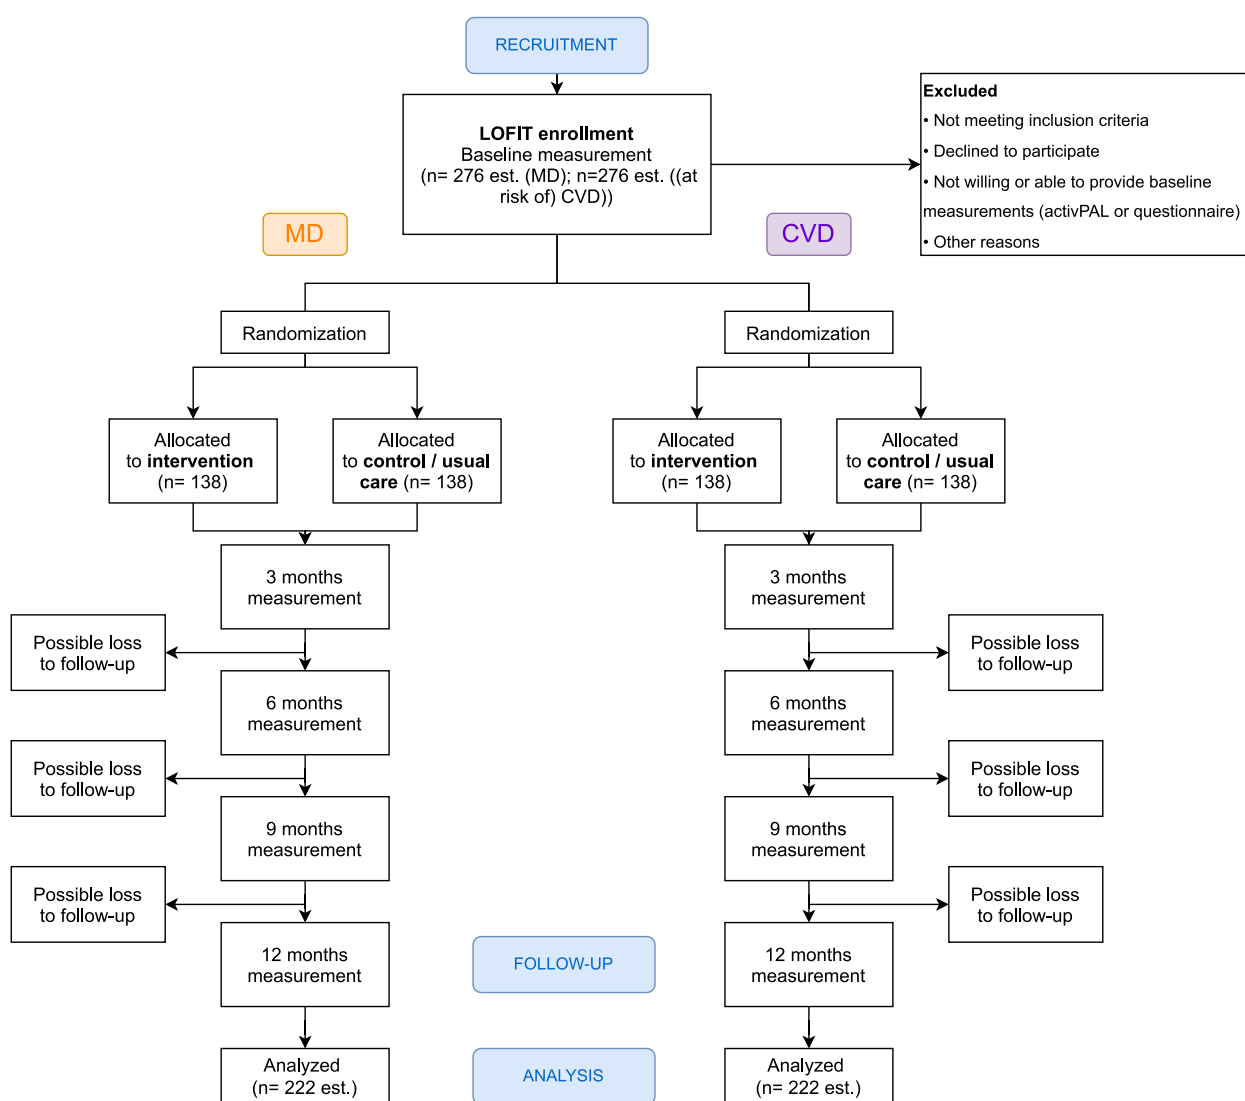 RECRUITMENT
LOFIT enrollment
Baseline measurement
(n= 276 est. (MD); n=276 est. ((at
risk of) CVD))
Excluded
• Not meeting inclusion criteria
• Declined to participate
• Not willing or able to provide baseline
measurements (activPAL or questionnaire)
• Other reasons
MD
CVD
Randomization
Randomization
Allocated
to intervention
(n= 138)
Allocated
to control / usual
care (n= 138)
Allocated
to intervention
(n= 138)
Allocated
to control / usual
care (n= 138)
3 months
measurement
3 months
measurement
Possible loss
to follow-up
Possible loss
to follow-up
6 months
measurement
6 months
measurement
Possible loss
to follow-up
Possible loss
to follow-up
9 months
measurement
9 months
measurement
Possible loss
to follow-up
Possible loss
to follow-up
12 months
measurement
FOLLOW-UP
12 months
measurement
Analyzed
(n= 222 est.)
ANALYSIS
Analyzed
(n= 222 est.)